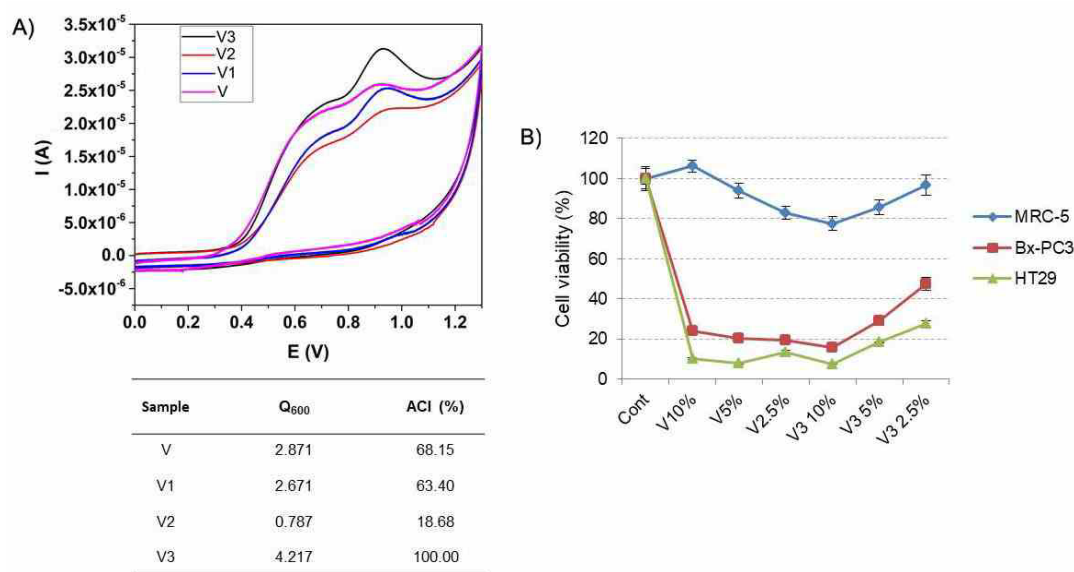 A)
3.5x10-5
3.0x10-5
2.5x10-5
2.0x10-5
1.5x10-5
1.0x10-5
5.0x10-6
0.0
-5.0x10-6
I (A)
V3
V2
V1
V
0.0 0.2 0.4 0.6 0.8 1.0 1.2
E (V)
Sample Q600 ACI (%)
V 2.871 68.15
V1 2.671 63.40
V2 0.787 18.68
V3 4.217 100.00
B)
120
100
80
60
40
20
0
Cell viability (%)
Cont V10% V5% V2.5% V3 10% V3 5% V3 2.5%
MRC-5
Bx-PC3
HT29